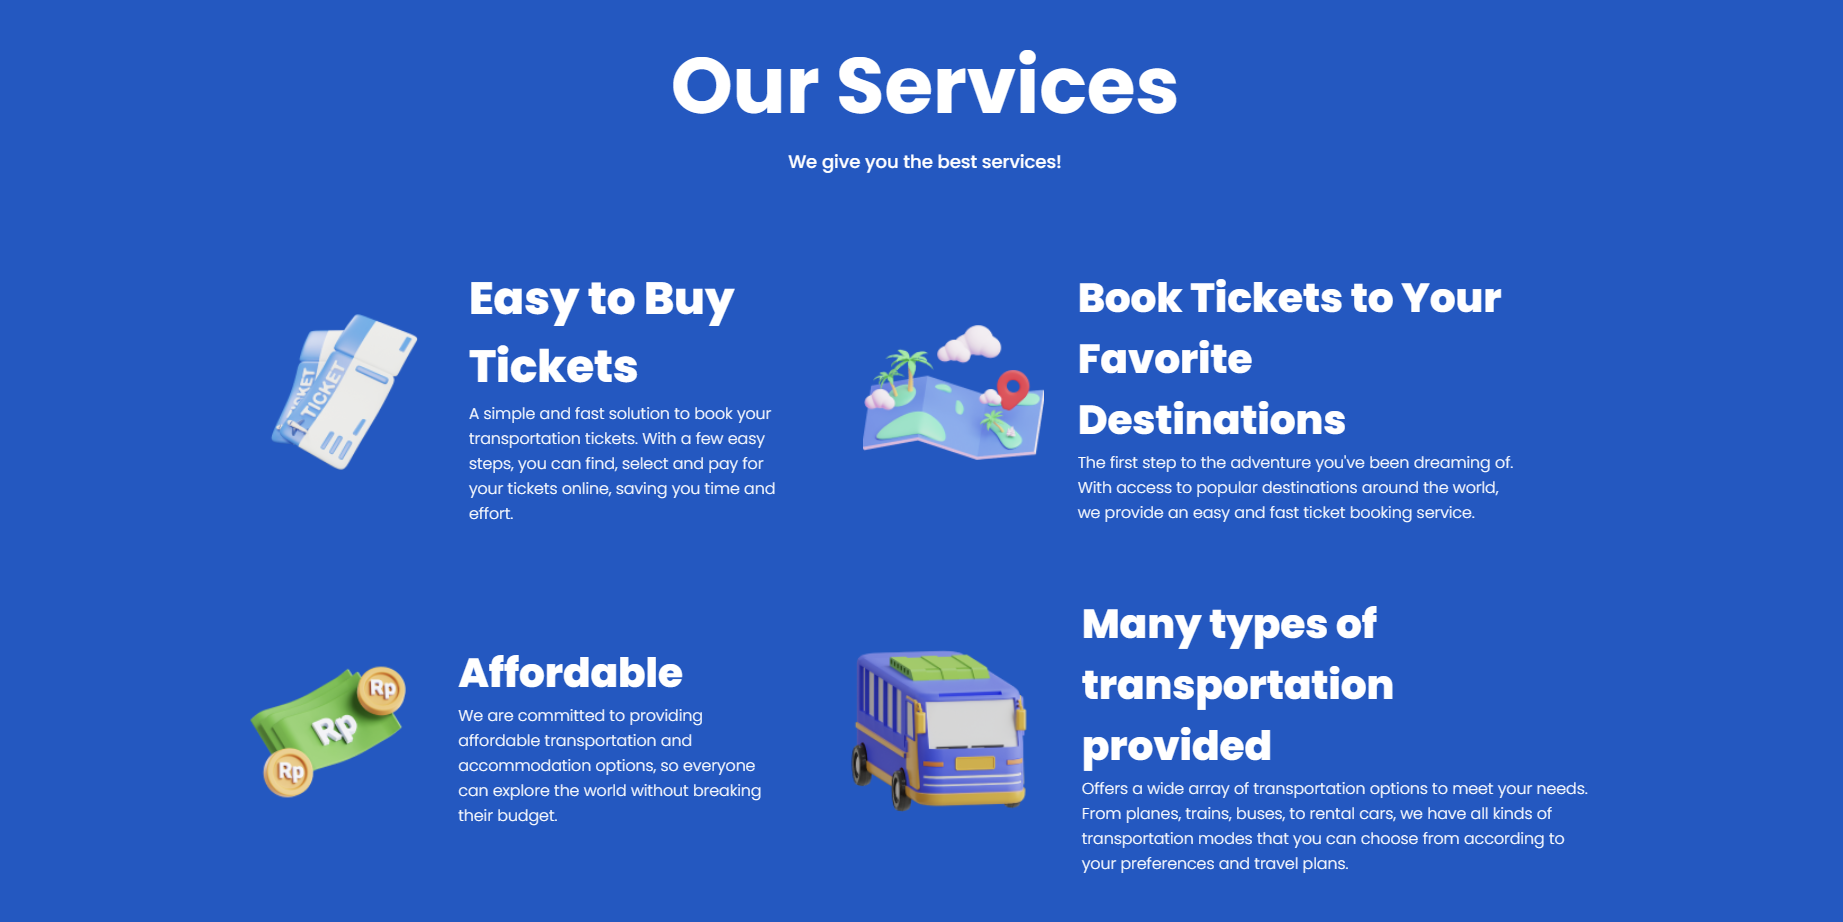 Our Services
We give you the best services!
Easy to Buy
Tickets
A simple and fast solution to book your
transportation tickets. With a few easy
steps, you can find, select and pay for
your tickets online, saving you time and
effort.
TICKET
TICKET
Book Tickets to Your
Favorite
Destinations
The first step to the adventure you've been dreaming of.
With access to popular destinations around the world,
we provide an easy and fast ticket booking service.
Affordable
We are committed to providing
affordable transportation and
accommodation options, so everyone
can explore the world without breaking
their budget.
Rp
Rp
Rp
Many types of
transportation
provided
Offers a wide array of transportation options to meet your needs.
From planes, trains, buses, to rental cars, we have all kinds of
transportation modes that you can choose from according to
your preferences and travel plans.